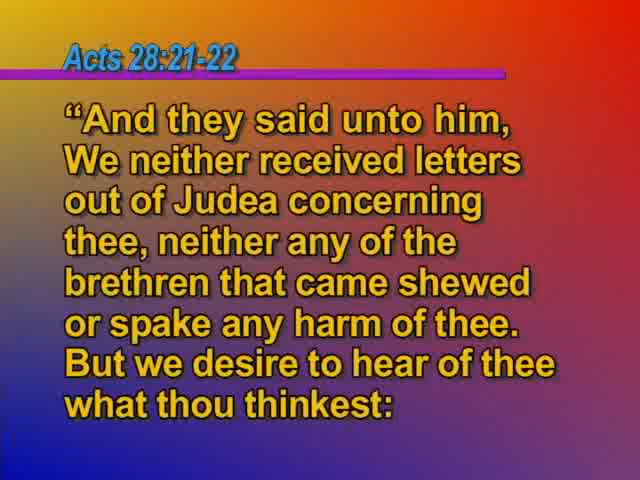 Acts 28:21-22
“And they said unto him,
We neither received letters
out of Judea concerning
thee, neither any of the
brethren that came shewed
or spake any harm of thee.
But we desire to hear of thee
what thou thinkest: